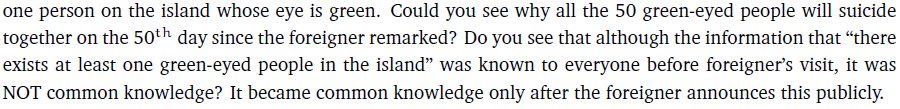 one person on the island whose eye is green. Could you see why all the 50 green-eyed people will suicide
together on the 50th day since the foreigner remarked? Do you see that although the information that “there
exists at least one green-eyed people in the island” was known to everyone before foreigner’s visit, it was
NOT common knowledge? It became common knowledge only after the foreigner announces this publicly.